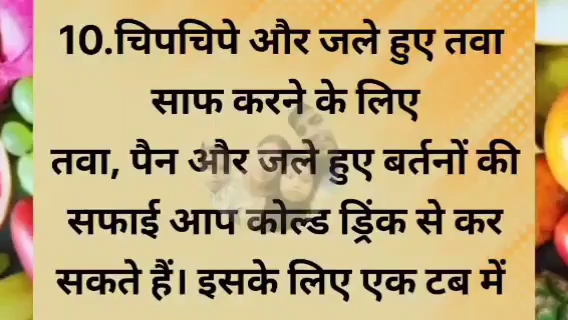 10.चिपचिपे और जले हुए तवा
साफ करने के लिए
तवा, पैन और जले हुए बर्तनों की
सफाई आप कोल्ड ड्रिंक से कर
सकते हैं। इसके लिए एक टब में